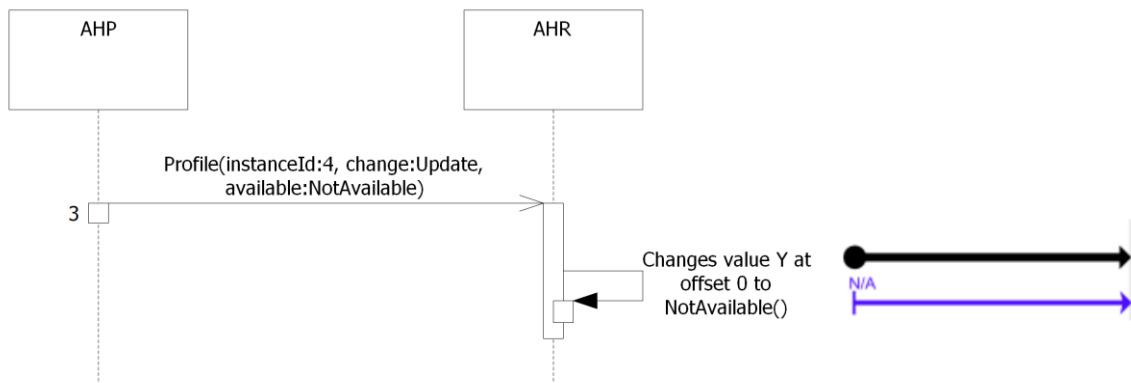 AHP
AHR
Profile(instanceId:4, change:Update,
available:NotAvailable)
3
Changes value Y at
offset 0 to
NotAvailable()
N/A